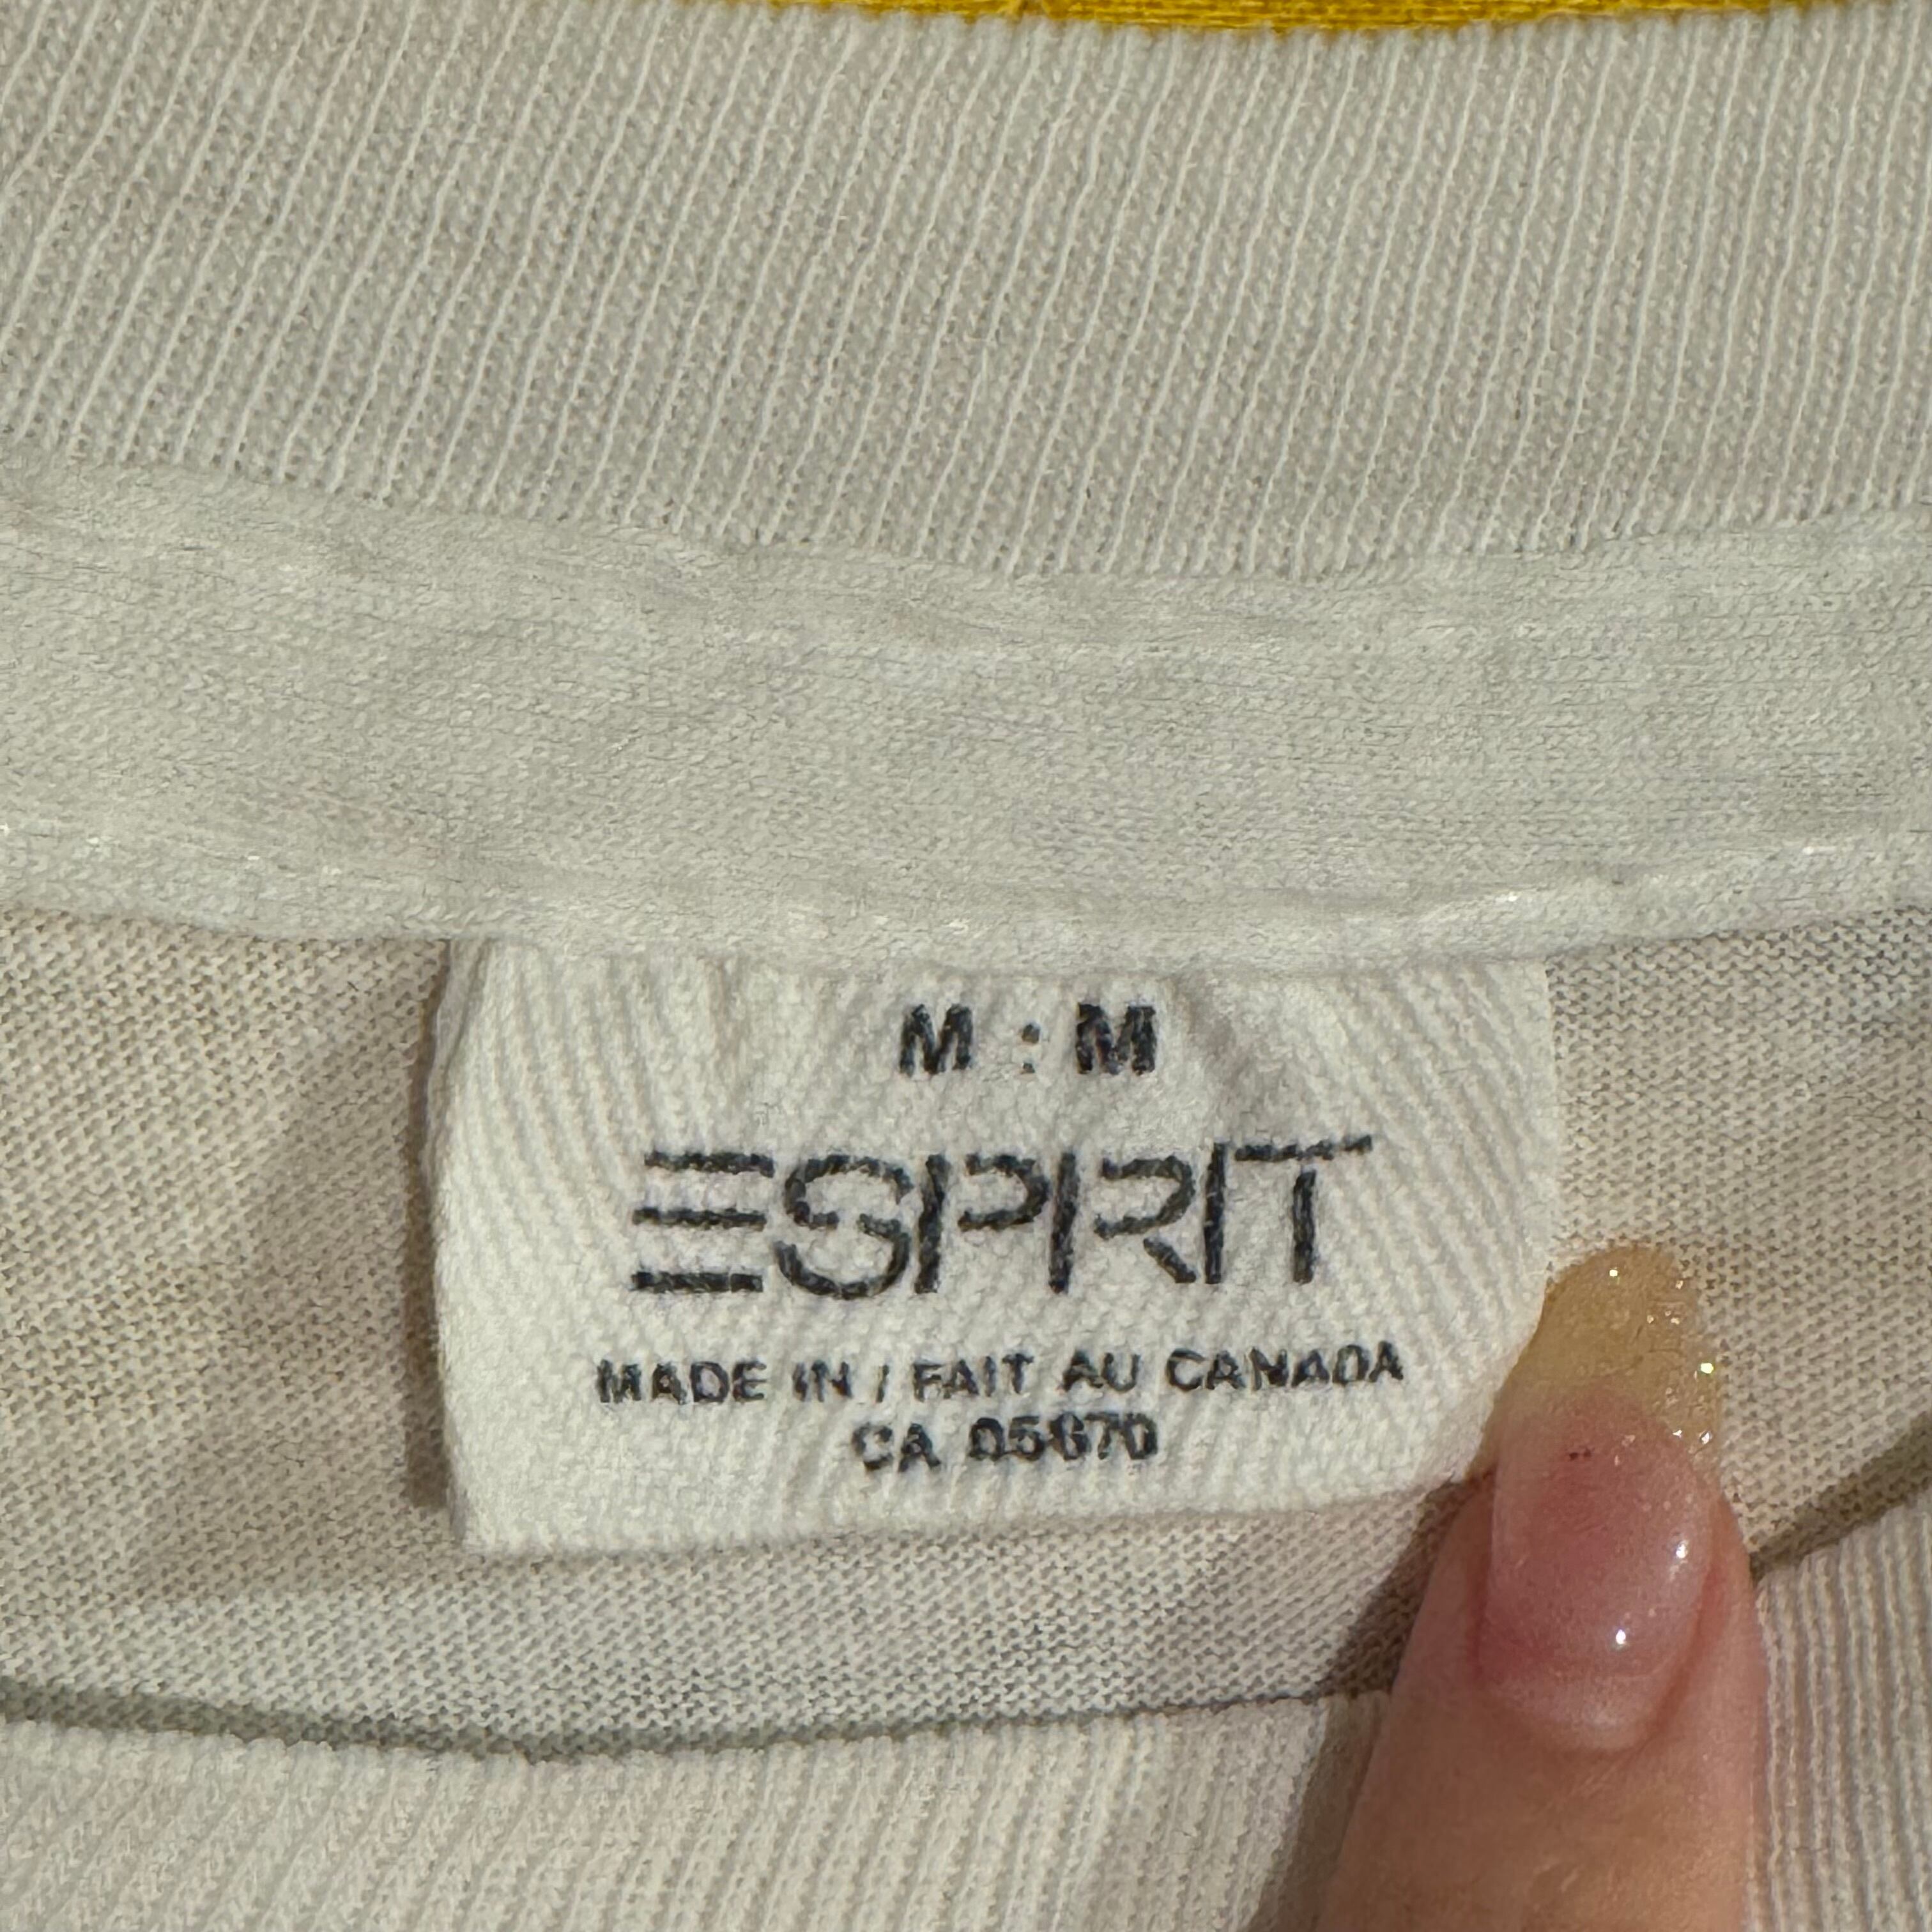 M : M
ESPRIT
MADE IN / FAIT AU CANADA
CA 05670